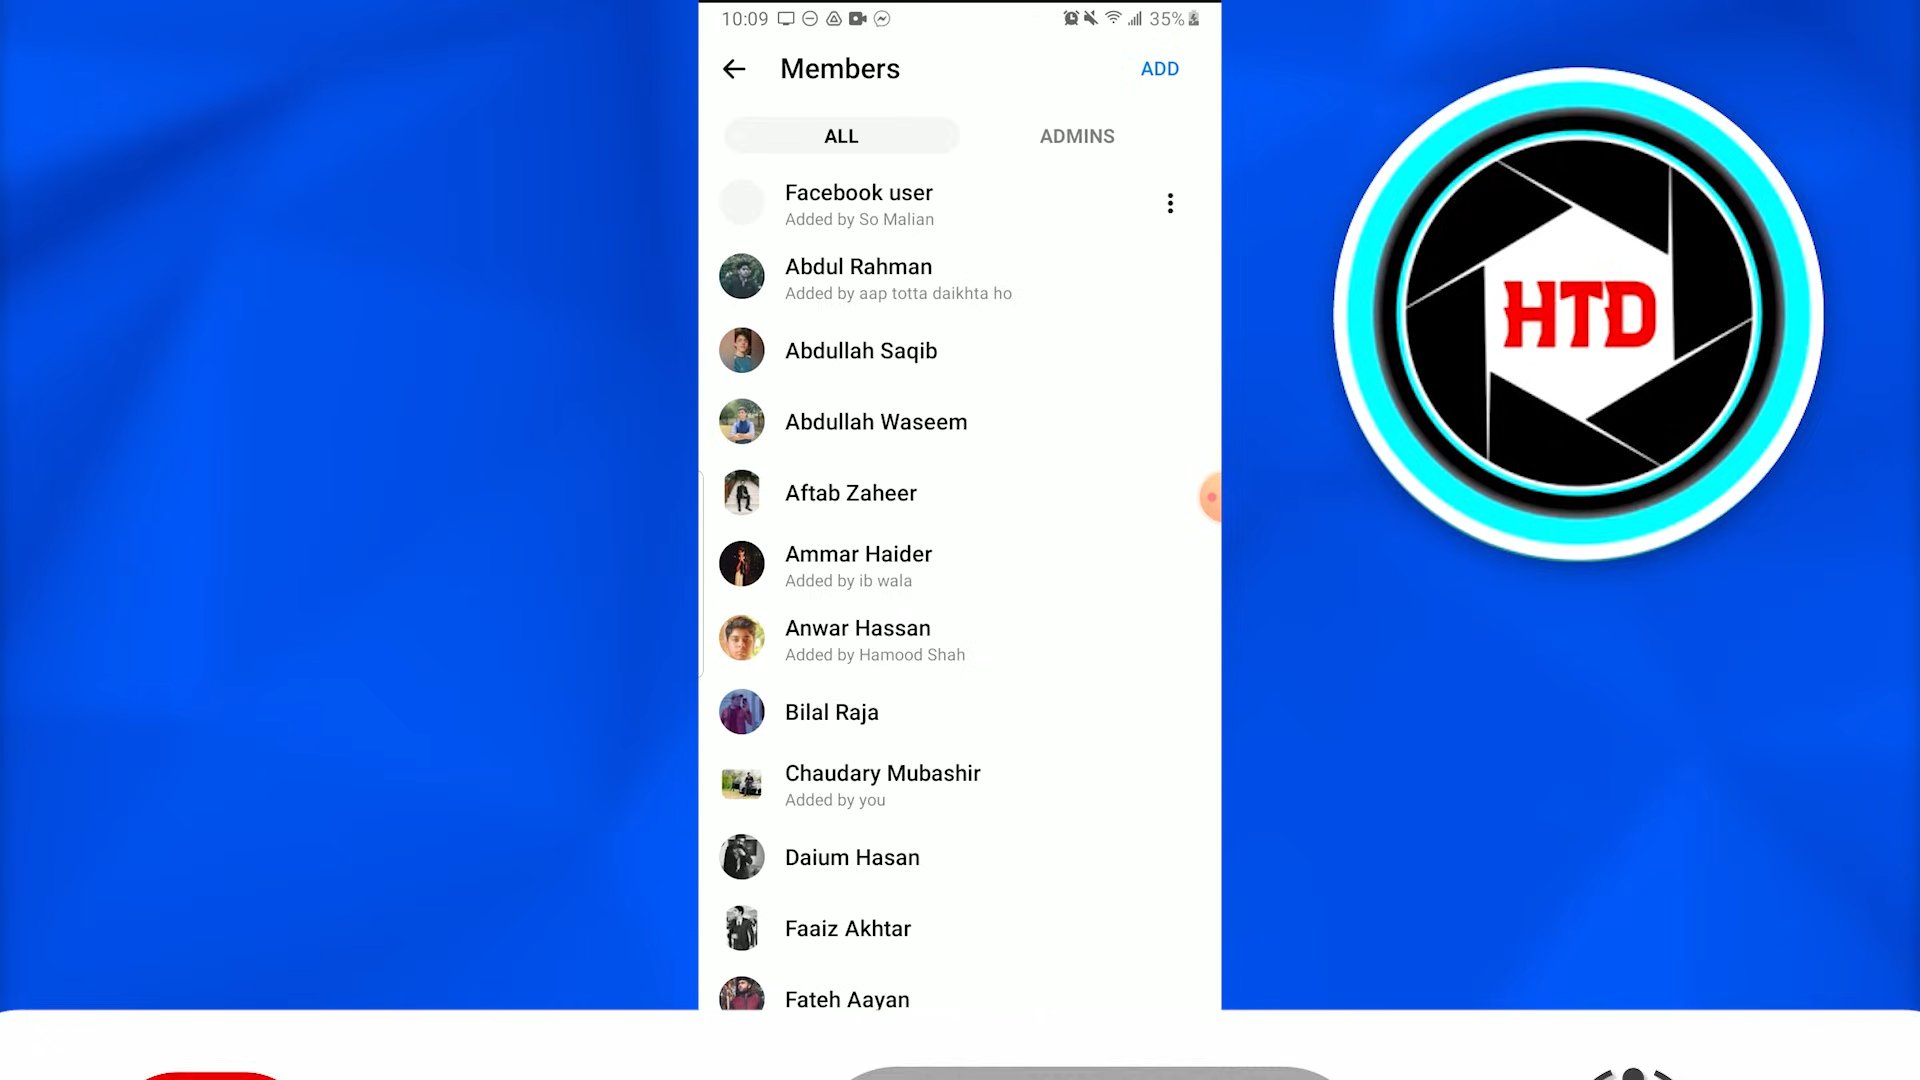 10:09
35%
Members
ADD
ALL
ADMINS
Facebook user
Added by So Malian
Abdul Rahman
Added by aap totta daikhta ho
Abdullah Saqib
Abdullah Waseem
Aftab Zaheer
Ammar Haider
Added by ib wala
Anwar Hassan
Added by Hamood Shah
Bilal Raja
Chaudary Mubashir
Added by you
Daium Hasan
Faaiz Akhtar
Fateh Aayan
HTD